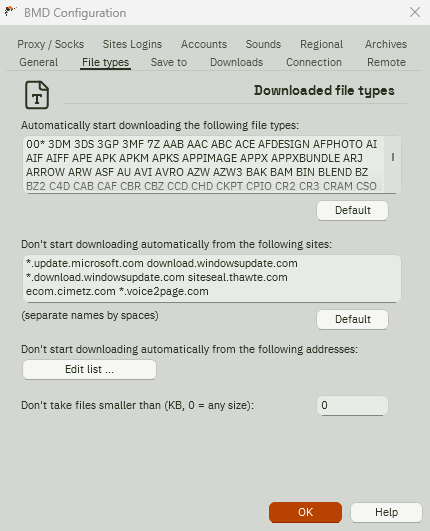 BMD Configuration
Proxy / Socks Sites Logins Accounts Sounds Regional Archives
General File types Save to Downloads Connection Remote
Downloaded file types
Automatically start downloading the following file types:
00* 3DM 3DS 3GP 3MF 7Z AAB AAC ABC ACE AFDESIGN AFPHOTO AI
AIF AIFF APE APK APKM APKS APPIMAGE APPX APPXBUNDLE ARJ
ARROW ARW ASF AU AVI AVRO AZW AZW3 BAK BAM BIN BLEND BZ
BZ2 C4D CAB CAF CBR CBZ CCD CHD CKPT CPIO CR2 CR3 CRAM CSO
Default
Don't start downloading automatically from the following sites:
*.update.microsoft.com download.windowsupdate.com
*.download.windowsupdate.com siteseal.thawte.com
ecom.cimetz.com *.voice2page.com
(separate names by spaces)
Default
Don't start downloading automatically from the following addresses:
Edit list ...
Don't take files smaller than (KB, 0 = any size): 0
OK Help